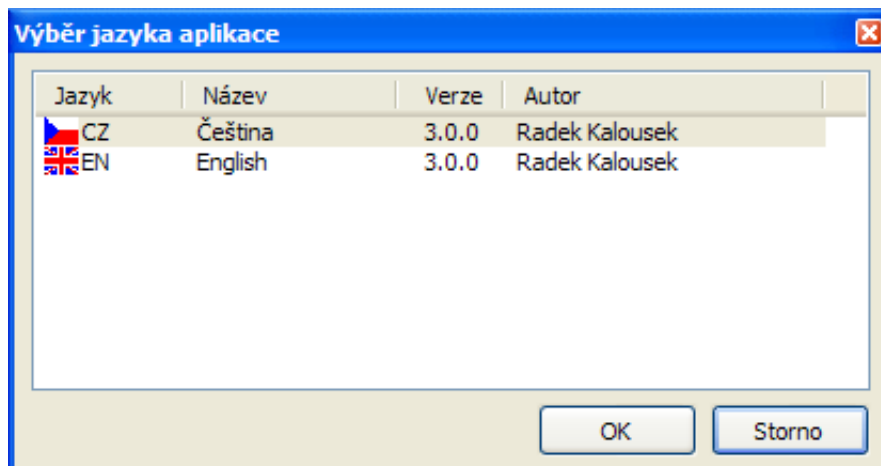 Výběr jazyka aplikace
Jazyk Název Verze Autor
CZ Čeština 3.0.0 Radek Kalousek
EN English 3.0.0 Radek Kalousek
OK Storno